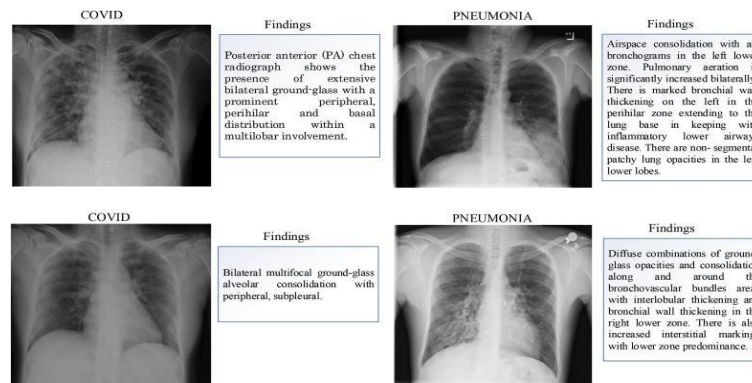 COVID
Findings
Posterior anterior (PA) chest
radiograph shows the
presence of extensive
bilateral ground-glass with a
prominent peripheral,
perihilar and basal
distribution within a
multilobar involvement.
PNEUMONIA
Findings
Airspace consolidation with a
bronchograms in the left lowe
zone. Pulmonary aeration i
significantly increased bilaterally
There is marked bronchial wa
thickening on the left in th
perihilar zone extending to th
lung base in keeping wit
inflammatory lower airway
disease. There are non- segmenta
patchy lung opacities in the le
lower lobes.
COVID
Findings
Bilateral multifocal ground-glass
alveolar consolidation with
peripheral, subpleural.
PNEUMONIA
Findings
Diffuse combinations of ground
glass opacities and consolidatio
along and around th
bronchovascular bundles area
with interlobular thickening an
bronchial wall thickening in th
right lower zone. There is als
increased interstitial marking
with lower zone predominance.